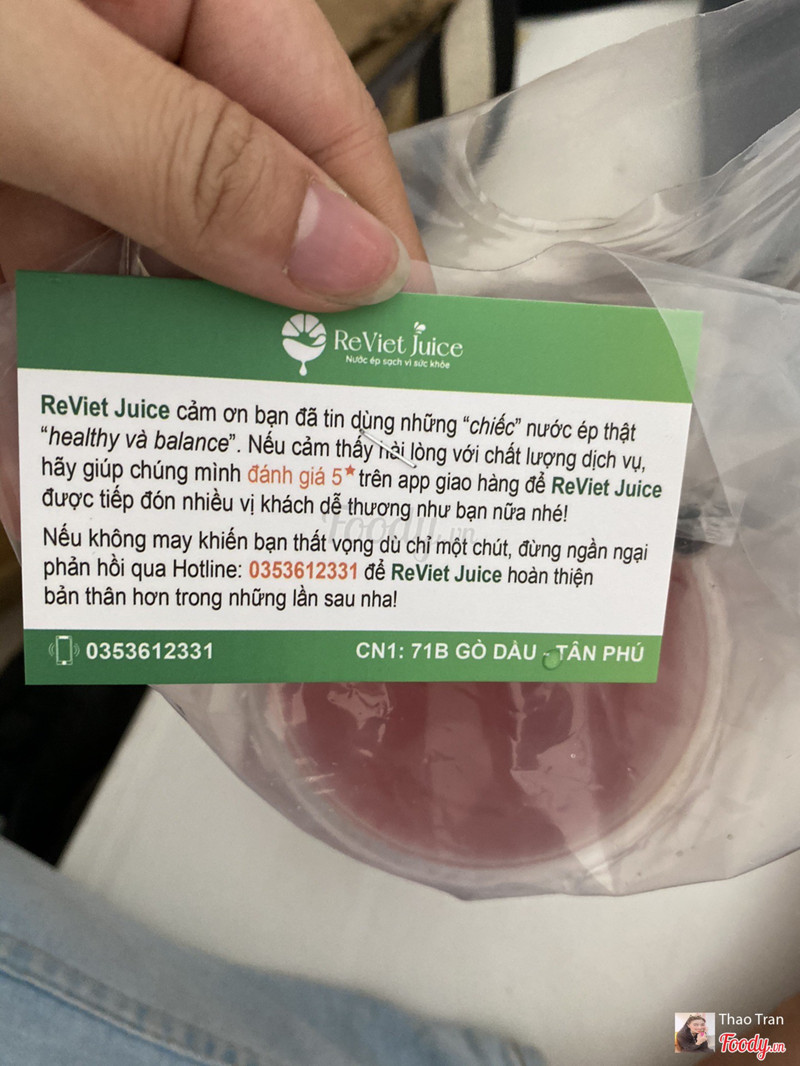 ReViet Juice
Nước ép sạch vì sức khỏe
ReViet Juice cảm ơn bạn đã tin dùng những “chiếc” nước ép thật
“healthy và balance”. Nếu cảm thấy hài lòng với chất lượng dịch vụ,
hãy giúp chúng mình đánh giá 5* trên app giao hàng để ReViet Juice
được tiếp đón nhiều vị khách dễ thương như bạn nữa nhé!
Nếu không may khiến bạn thất vọng dù chỉ một chút, đừng ngần ngại
phản hồi qua Hotline: 0353612331 để ReViet Juice hoàn thiện
bản thân hơn trong những lần sau nha!
0353612331 CN1: 71B GÒ DẦU - TÂN PHÚ
Foody.vn
Thao Tran
Foody.vn